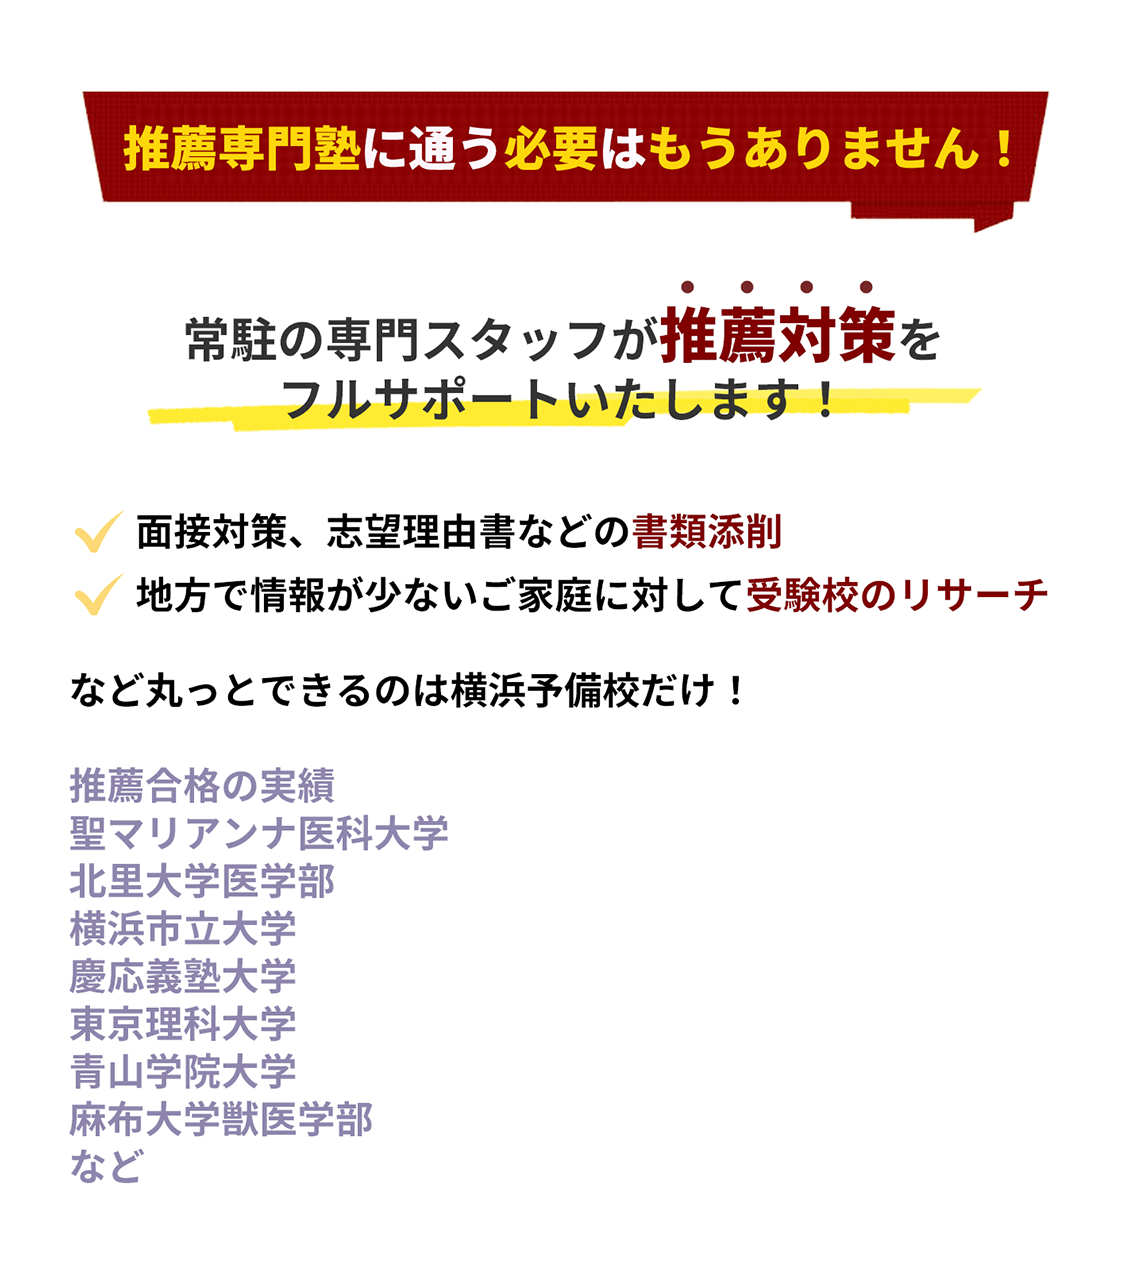 推薦専門塾に通う必要はもうありません！
常駐の専門スタッフが推薦対策を
フルサポートいたします！
面接対策、志望理由書などの書類添削
地方で情報が少ないご家庭に対して受験校のリサーチ
など丸っとできるのは横浜予備校だけ！
推薦合格の実績
聖マリアンナ医科大学
北里大学医学部
横浜市立大学
慶応義塾大学
東京理科大学
青山学院大学
麻布大学獣医学部
など